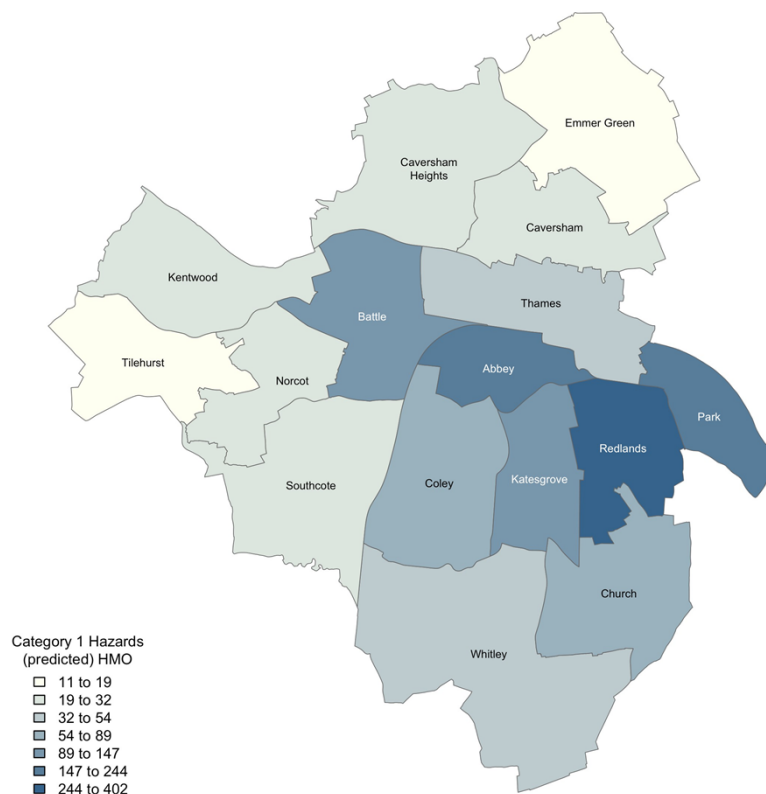 Emmer Green
Caversham
Heights
Caversham
Kentwood
Thames
Battle
Tilehurst
Abbey
Norcot
Park
Redlands
Southcote
Coley
Katesgrove
Church
Whitley
Category 1 Hazards
(predicted) HMO
11 to 19
19 to 32
32 to 54
54 to 89
89 to 147
147 to 244
244 to 402